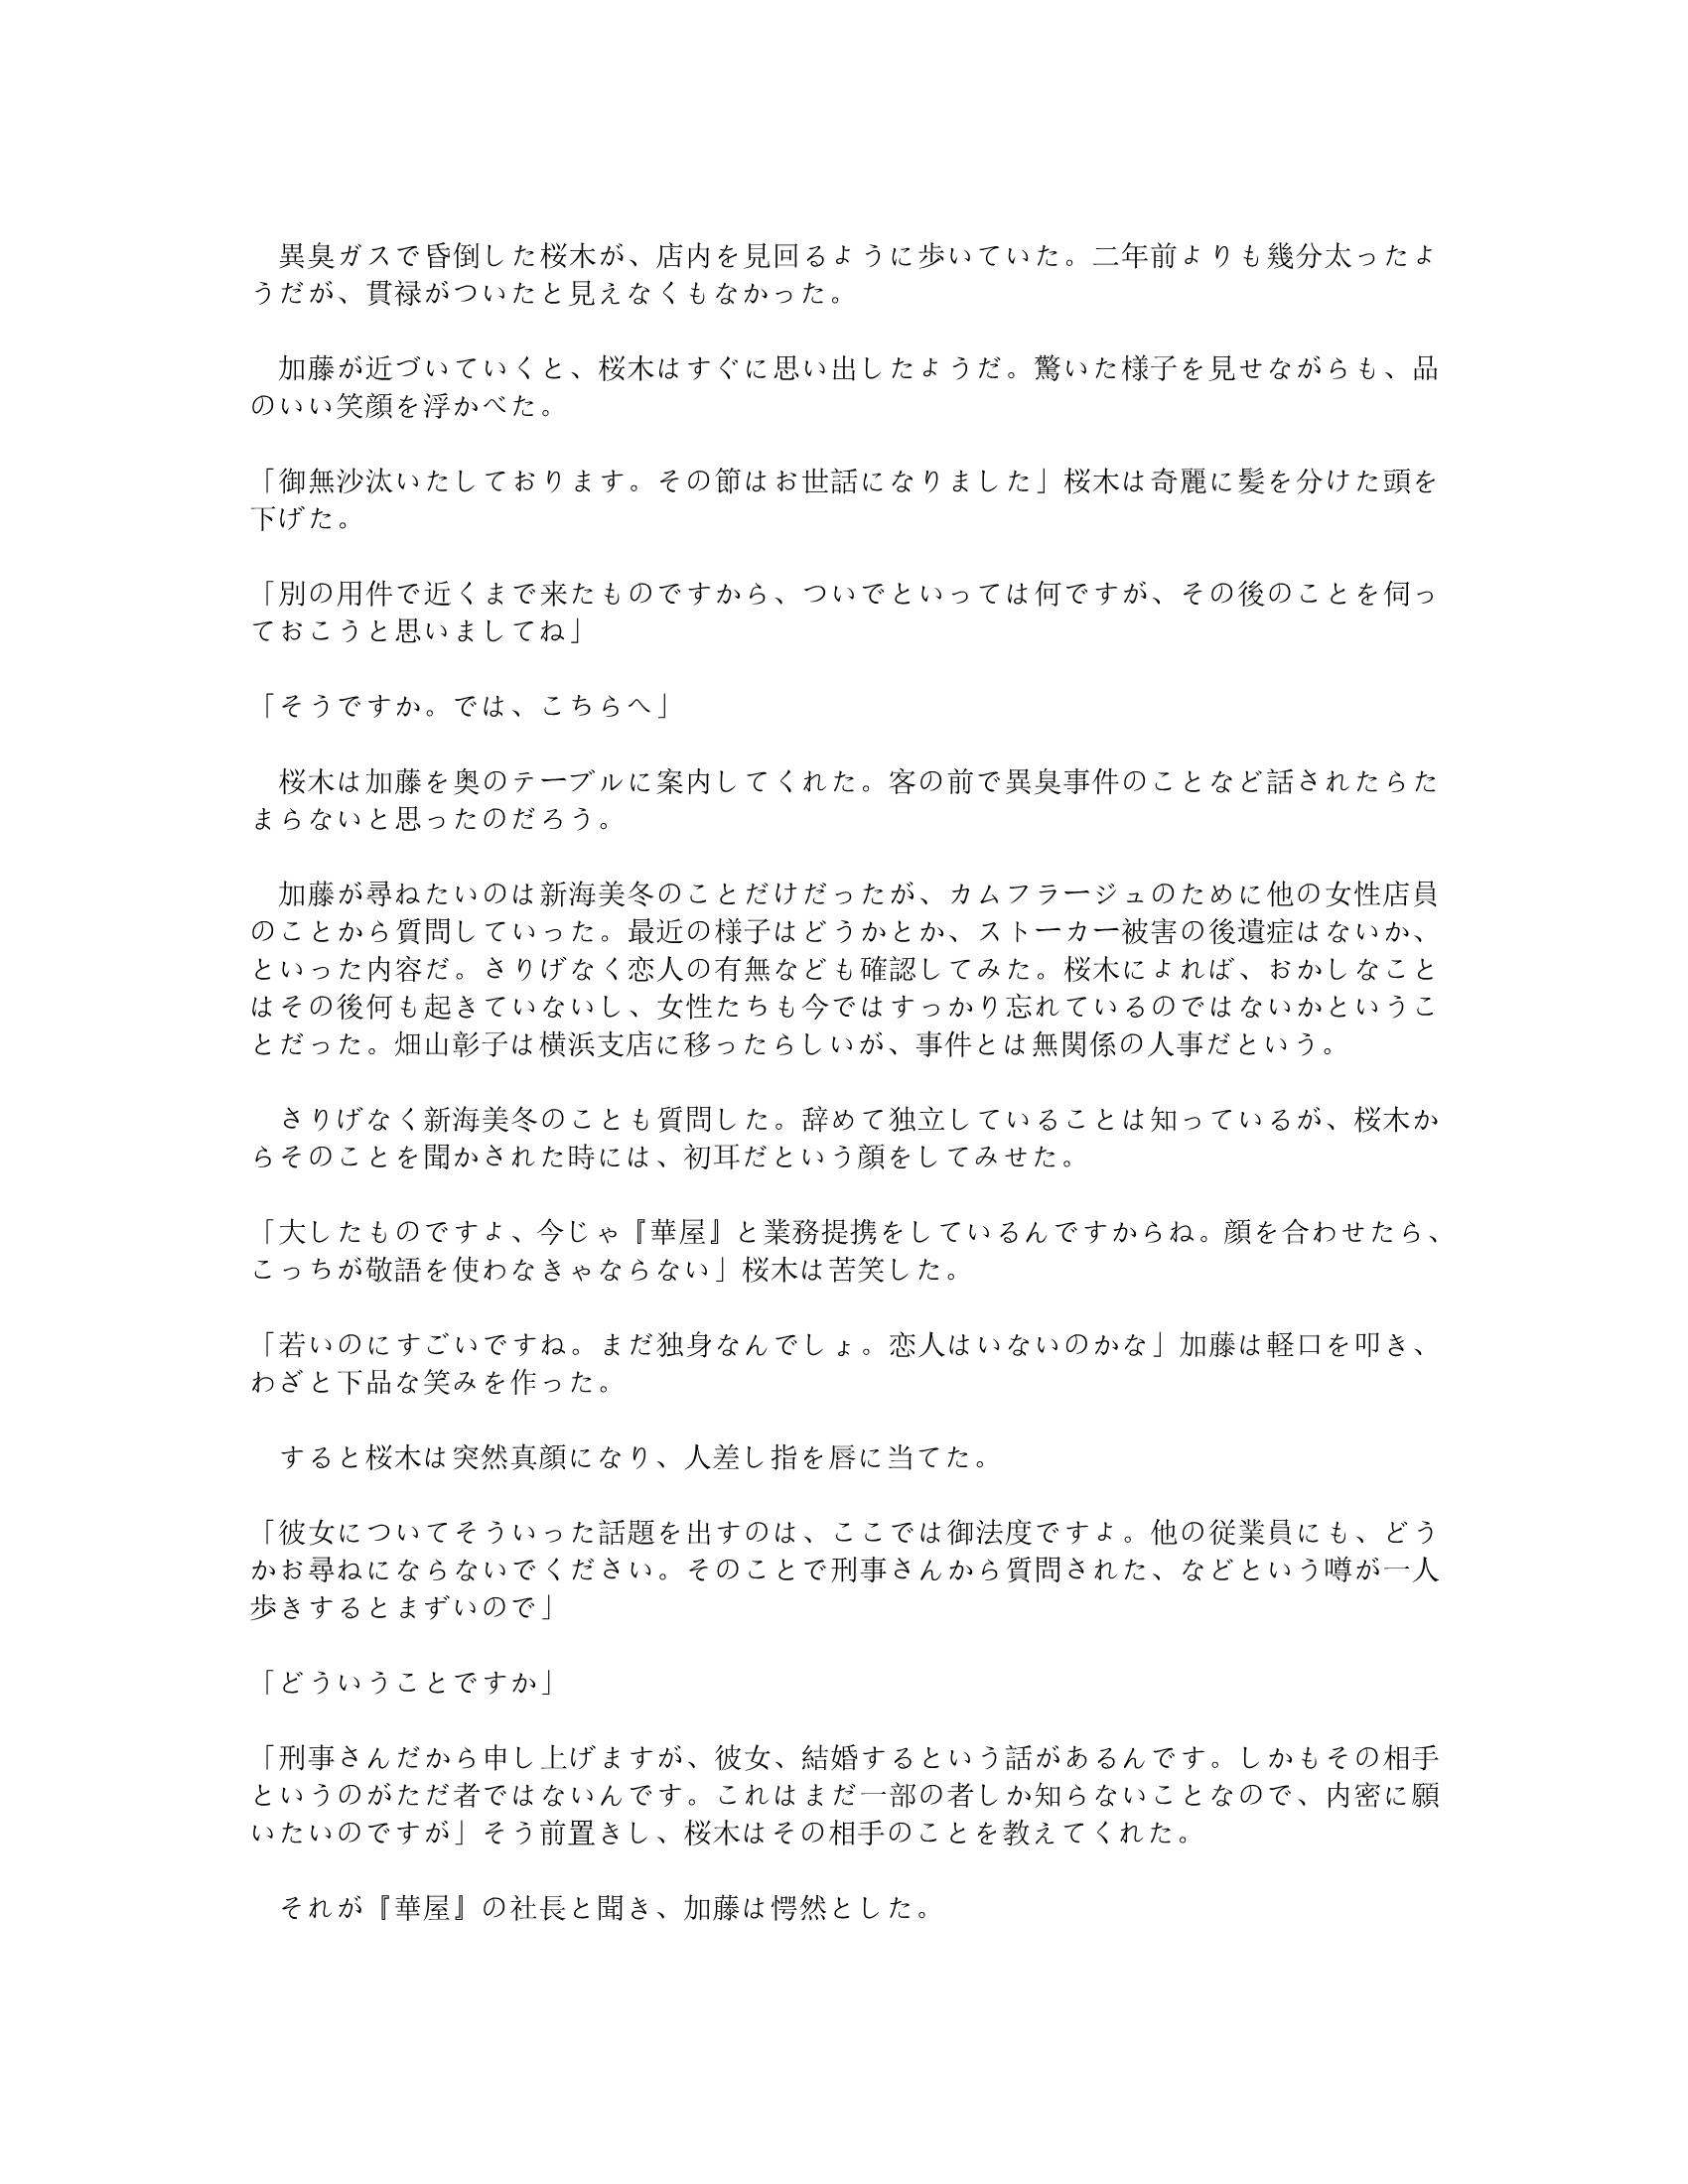 異臭ガスで昏倒した桜木が、店内を見回るように歩いていた。二年前よりも幾分太ったよ
うだが、貫禄がついたと見えなくもなかった。
　加藤が近づいていくと、桜木はすぐに思い出したようだ。驚いた様子を見せながらも、品
のいい笑顔を浮かべた。
「御無沙汰いたしております。その節はお世話になりました」桜木は奇麗に髪を分けた頭を
下げた。
「別の用件で近くまで来たものですから、ついでといっては何ですが、その後のことを伺っ
ておこうと思いましてね」
「そうですか。では、こちらへ」
　桜木は加藤を奥のテーブルに案内してくれた。客の前で異臭事件のことなど話されたらた
まらないと思ったのだろう。
　加藤が尋ねたいのは新海美冬のことだけだったが、カムフラージュのために他の女性店員
のことから質問していった。最近の様子はどうかとか、ストーカー被害の後遺症はないか、
といった内容だ。さりげなく恋人の有無なども確認してみた。桜木によれば、おかしなこと
はその後何も起きていないし、女性たちも今ではすっかり忘れているのではないかというこ
とだった。畑山彰子は横浜支店に移ったらしいが、事件とは無関係の人事だという。
　さりげなく新海美冬のことも質問した。辞めて独立していることは知っているが、桜木か
らそのことを聞かされた時には、初耳だという顔をしてみせた。
「大したものですよ、今じゃ『華屋』と業務提携をしているんですからね。顔を合わせたら、
こっちが敬語を使わなきゃならない」桜木は苦笑した。
「若いのにすごいですね。まだ独身なんでしょ。恋人はいないのかな」加藤は軽口を叩き、
わざと下品な笑みを作った。
　すると桜木は突然真顔になり、人差し指を唇に当てた。
「彼女についてそういった話題を出すのは、ここでは御法度ですよ。他の従業員にも、どう
かお尋ねにならないでください。そのことで刑事さんから質問された、などという噂が一人
歩きするとまずいので」
「どういうことですか」
「刑事さんだから申し上げますが、彼女、結婚するという話があるんです。しかもその相手
というのがただ者ではないんです。これはまだ一部の者しか知らないことなので、内密に願
いたいのですが」そう前置きし、桜木はその相手のことを教えてくれた。
　それが『華屋』の社長と聞き、加藤は愕然とした。